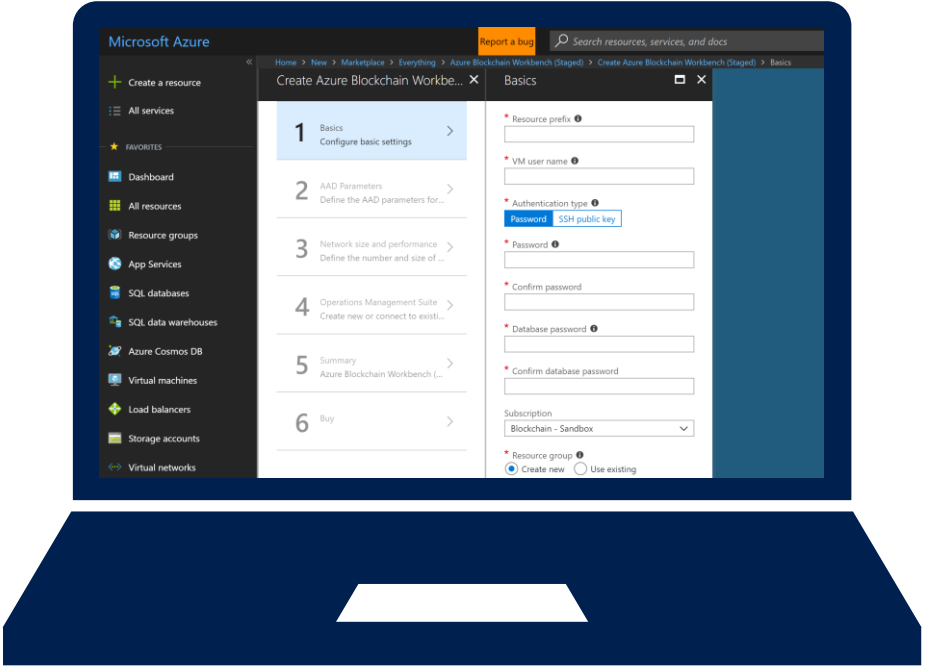 Microsoft Azure
Report a bug
Search resources, services, and docs
Home > New > Marketplace > Everything > Azure Blockchain Workbench (Staged) > Create Azure Blockchain Workbench (Staged) > Basics
«
Create a resource
All services
FAVORITES
Dashboard
All resources
Resource groups
App Services
SQL databases
SQL data warehouses
Azure Cosmos DB
Virtual machines
Load balancers
Storage accounts
Virtual networks
Create Azure Blockchain Workbe...
1
Basics
Configure basic settings
2
AAD Parameters
Define the AAD parameters for...
3
Network size and performance
Define the number and size of ...
4
Operations Management Suite
Create new or connect to existi...
5
Summary
Azure Blockchain Workbench (...
6
Buy
Basics
* Resource prefix
* VM user name
* Authentication type
Password SSH public key
* Password
* Confirm password
* Database password
* Confirm database password
Subscription
Blockchain - Sandbox
* Resource group
Create new Use existing